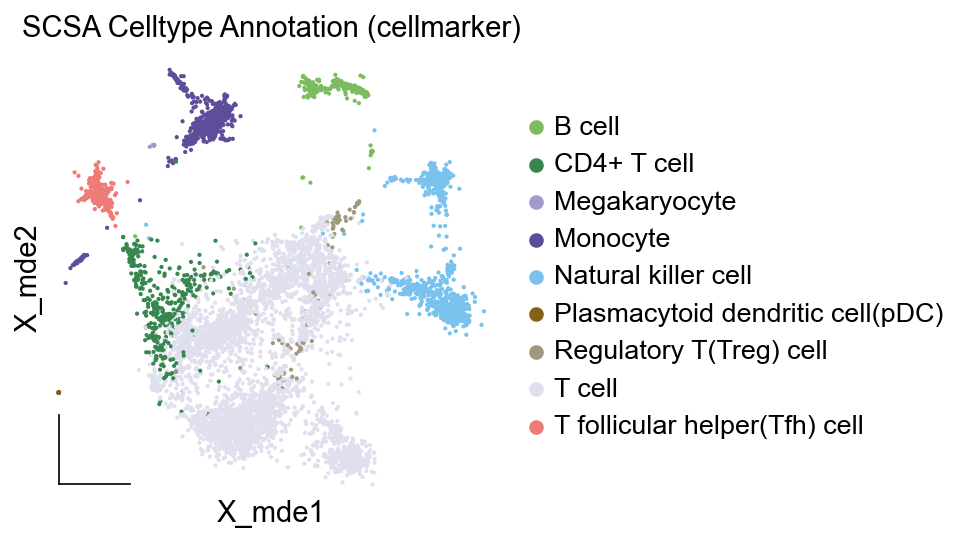 SCSA Celltype Annotation (cellmarker)
B cell
CD4+ T cell
Megakaryocyte
Monocyte
Natural killer cell
Plasmacytoid dendritic cell(pDC)
Regulatory T(Treg) cell
T cell
T follicular helper(Tfh) cell
X_mde2
X_mde1